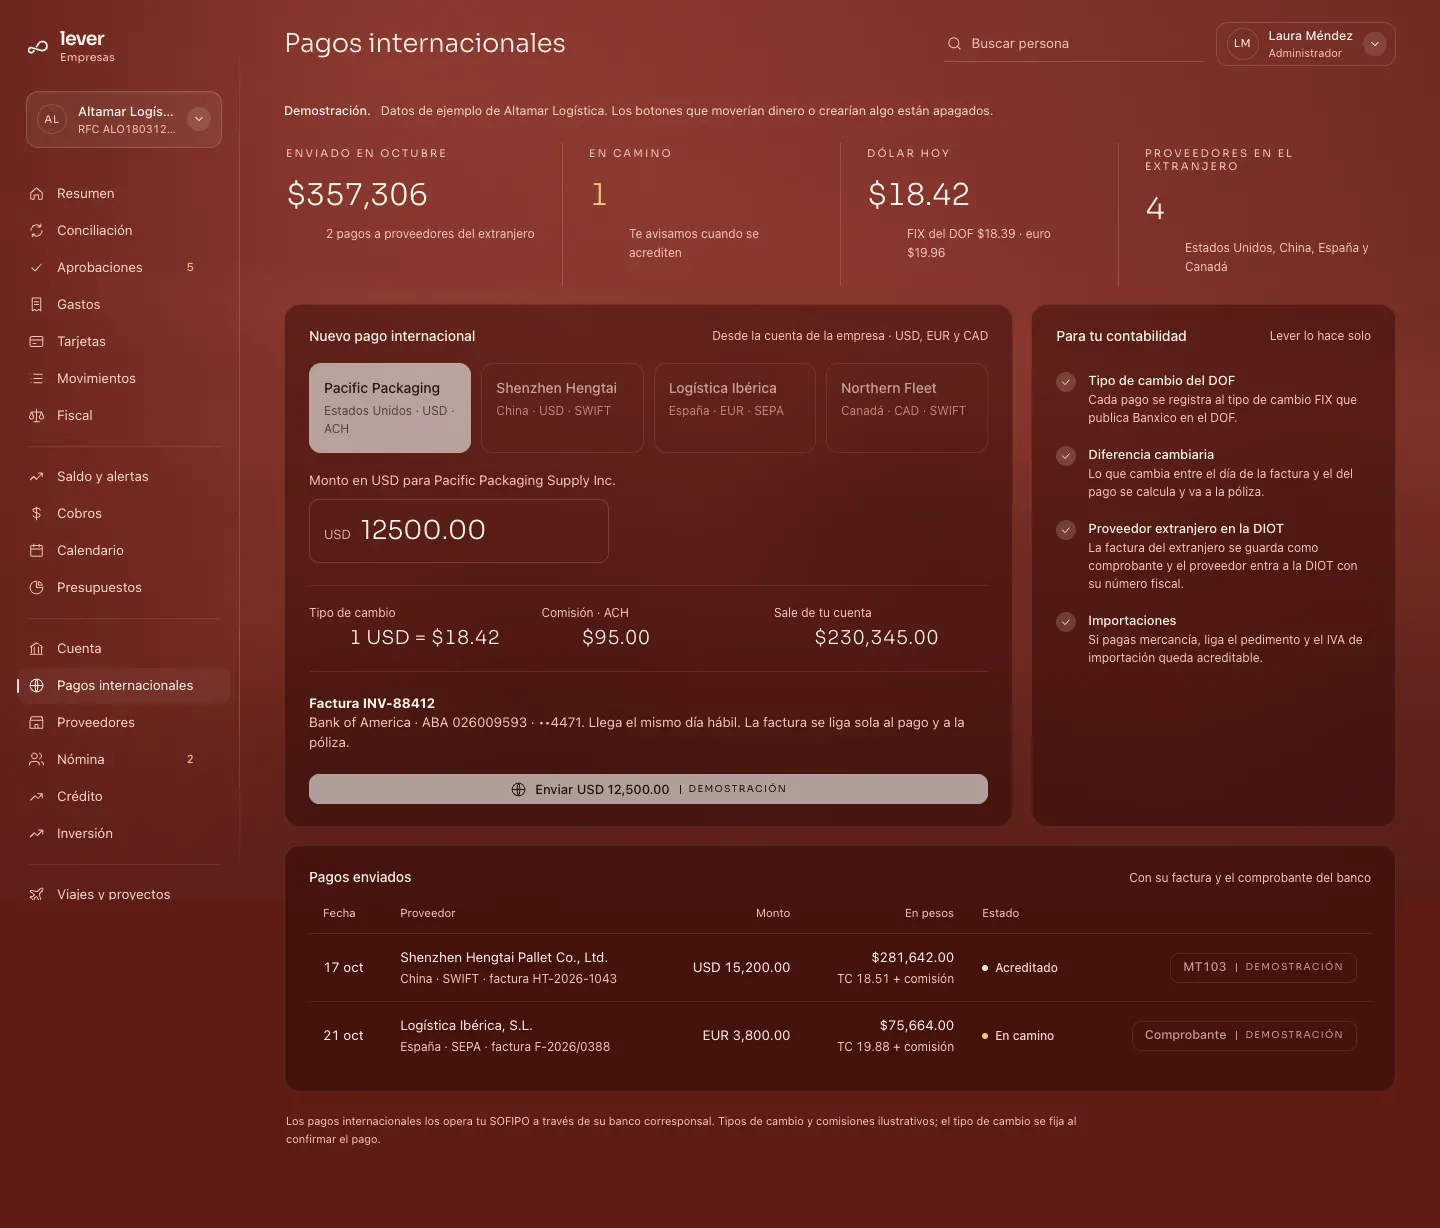 lever
Empresas
AL
Altamar Logís...
RFC ALO180312...
Resumen
Conciliación
Aprobaciones 5
Gastos
Tarjetas
Movimientos
Fiscal
Saldo y alertas
Cobros
Calendario
Presupuestos
Cuenta
Pagos internacionales
Proveedores
Nómina 2
Crédito
Inversión
Viajes y proyectos
Pagos internacionales
Buscar persona
LM
Laura Méndez
Administrador
Demostración. Datos de ejemplo de Altamar Logística. Los botones que moverían dinero o crearían algo están apagados.
ENVIADO EN OCTUBRE
$357,306
2 pagos a proveedores del extranjero
EN CAMINO
1
Te avisamos cuando se
acrediten
DÓLAR HOY
$18.42
FIX del DOF $18.39 · euro
$19.96
PROVEEDORES EN EL
EXTRANJERO
4
Estados Unidos, China, España y
Canadá
Nuevo pago internacional
Desde la cuenta de la empresa · USD, EUR y CAD
Pacific Packaging
Estados Unidos · USD ·
ACH
Shenzhen Hengtai
China · USD · SWIFT
Logística Ibérica
España · EUR · SEPA
Northern Fleet
Canadá · CAD · SWIFT
Monto en USD para Pacific Packaging Supply Inc.
USD 12500.00
Tipo de cambio
1 USD = $18.42
Comisión · ACH
$95.00
Sale de tu cuenta
$230,345.00
Factura INV-88412
Bank of America · ABA 026009593 · ••4471. Llega el mismo día hábil. La factura se liga sola al pago y a la
póliza.
Enviar USD 12,500.00 | DEMOSTRACIÓN
Para tu contabilidad
Lever lo hace solo
Tipo de cambio del DOF
Cada pago se registra al tipo de cambio FIX que
publica Banxico en el DOF.
Diferencia cambiaria
Lo que cambia entre el día de la factura y el del
pago se calcula y va a la póliza.
Proveedor extranjero en la DIOT
La factura del extranjero se guarda como
comprobante y el proveedor entra a la DIOT con
su número fiscal.
Importaciones
Si pagas mercancía, liga el pedimento y el IVA de
importación queda acreditable.
Pagos enviados
Con su factura y el comprobante del banco
Fecha Proveedor Monto En pesos Estado
17 oct
Shenzhen Hengtai Pallet Co., Ltd.
China · SWIFT · factura HT-2026-1043
USD 15,200.00
$281,642.00
TC 18.51 + comisión
Acreditado
MT103 | DEMOSTRACIÓN
21 oct
Logística Ibérica, S.L.
España · SEPA · factura F-2026/0388
EUR 3,800.00
$75,664.00
TC 19.88 + comisión
En camino
Comprobante | DEMOSTRACIÓN
Los pagos internacionales los opera tu SOFIPO a través de su banco corresponsal. Tipos de cambio y comisiones ilustrativos; el tipo de cambio se fija al
confirmar el pago.